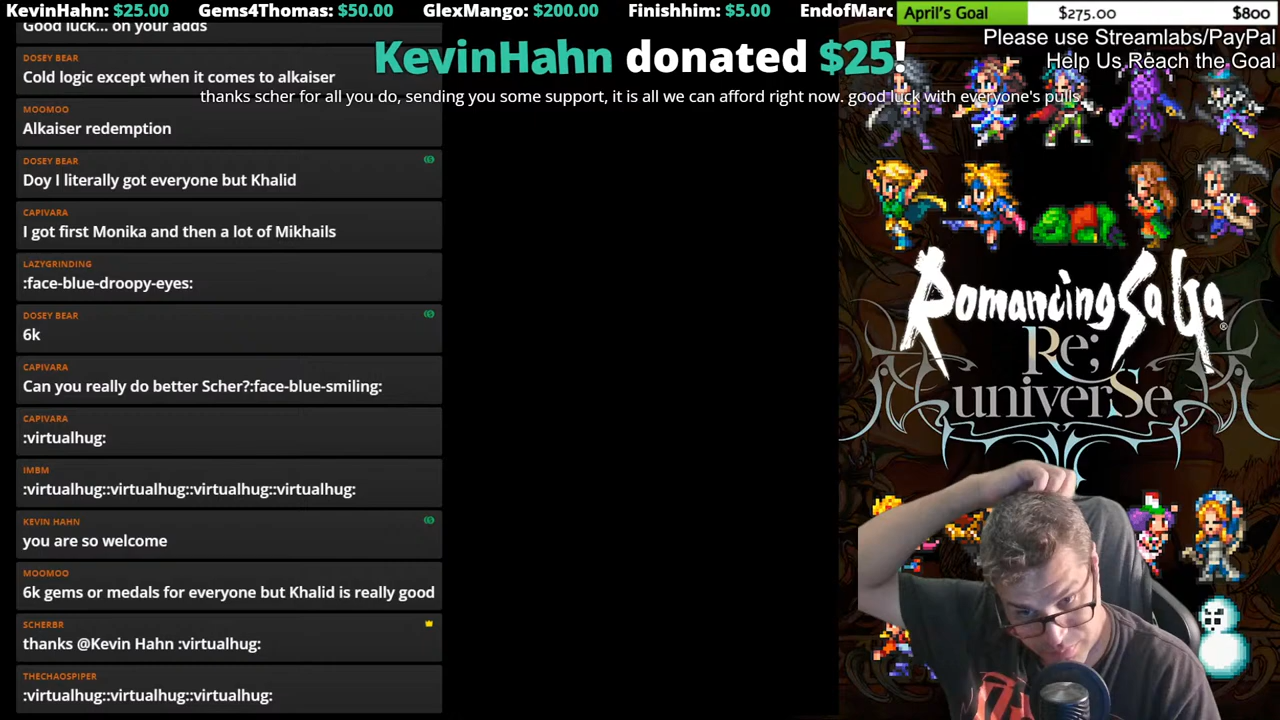 KevinHahn: $25.00 Gems4Thomas: $50.00 GlexMango: $200.00 Finishhim: $5.00 EndofMarc
April's Goal $275.00 $800
Please use Streamlabs/PayPal
Help Us Reach the Goal
KevinHahn donated $25!
thanks scher for all you do, sending you some support, it is all we can afford right now. good luck with everyone's pulls
Good luck... on your adds
DOSEY BEAR
Cold logic except when it comes to alkaiser
MOOMOO
Alkaiser redemption
DOSEY BEAR
Doy I literally got everyone but Khalid
CAPIVARA
I got first Monika and then a lot of Mikhails
LAZYGRINDING
:face-blue-droopy-eyes:
DOSEY BEAR
6k
CAPIVARA
Can you really do better Scher?:face-blue-smiling:
CAPIVARA
:virtualhug:
IMBM
:virtualhug::virtualhug::virtualhug::virtualhug:
KEVIN HAHN
you are so welcome
MOOMOO
6k gems or medals for everyone but Khalid is really good
SCHERBR
thanks @Kevin Hahn :virtualhug:
THECHAOSPIPER
:virtualhug::virtualhug::virtualhug:
Romancing SaGa
Re;
univerSe